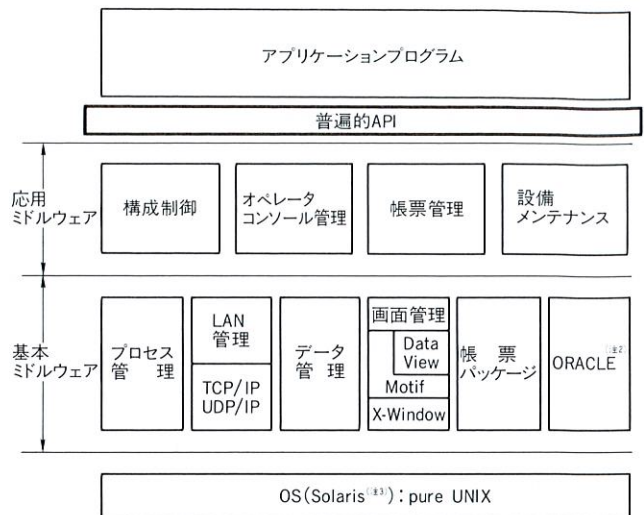 アプリケーションプログラム
普遍的API
応用
ミドルウェア
構成制御
オペレータ
コンソール管理
帳票管理
設備
メンテナンス
基本
ミドルウェア
プロセス
管 理
LAN
管理
TCP/IP
UDP/IP
データ
管 理
画面管理
Data
View
Motif
X-Window
帳 票
パッケージ
ORACLE(注2)
OS(Solaris(注3)):pure UNIX